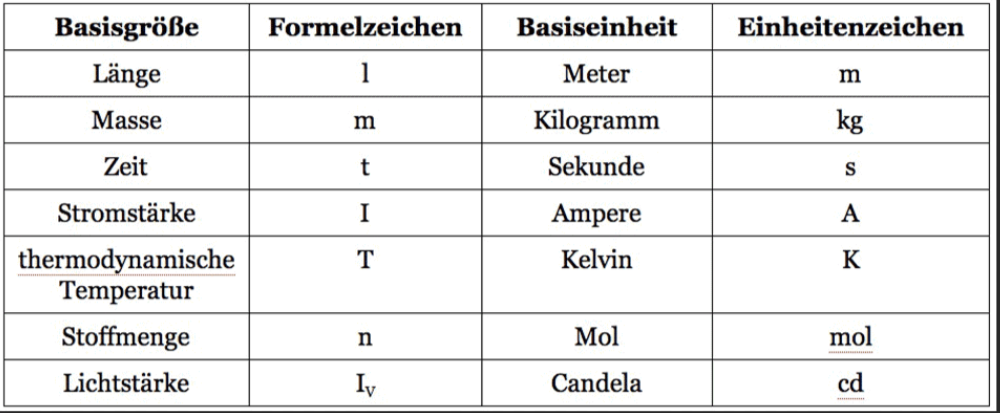 Basisgröße Formelzeichen Basiseinheit Einheitenzeichen
Länge l Meter m
Masse m Kilogramm kg
Zeit t Sekunde s
Stromstärke I Ampere A
thermodynamische T Kelvin K
Temperatur
Stoffmenge n Mol mol
Lichtstärke Iv Candela cd